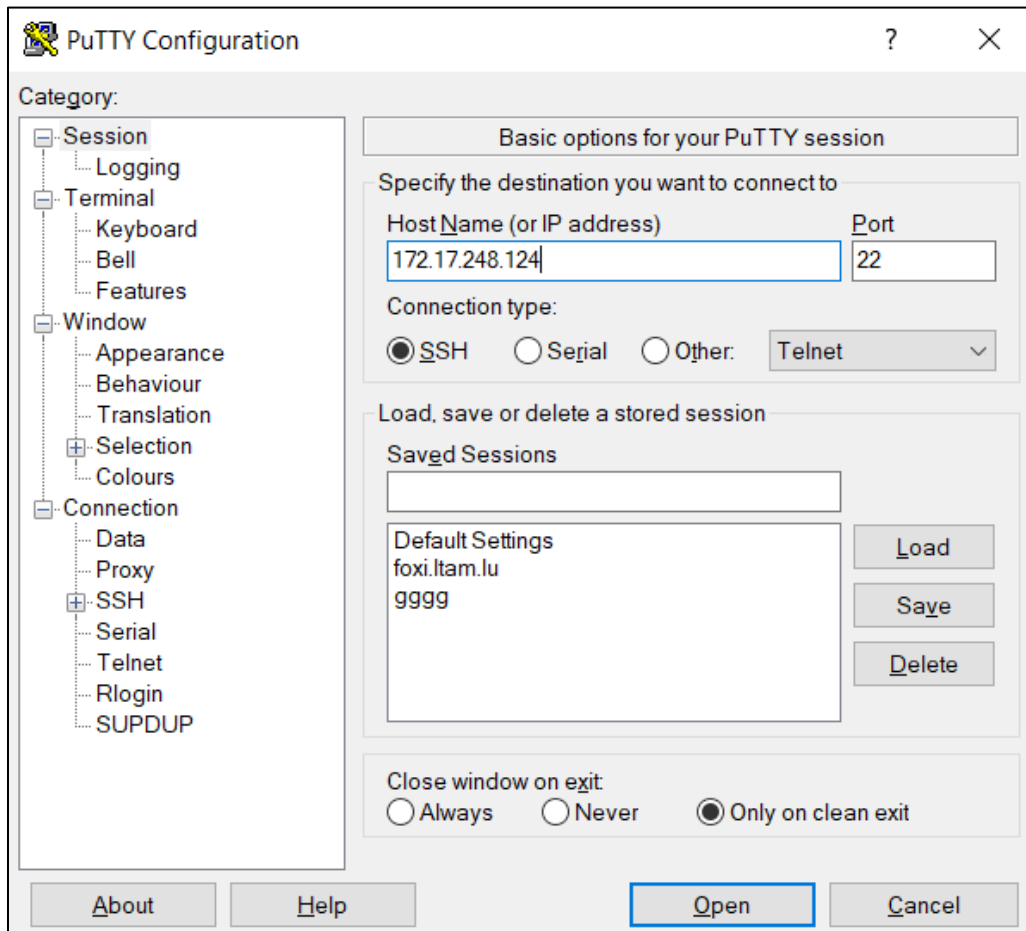 PuTTY Configuration
?
Category:
Session
Logging
Terminal
Keyboard
Bell
Features
Window
Appearance
Behaviour
Translation
Selection
Colours
Connection
Data
Proxy
SSH
Serial
Telnet
Rlogin
SUPDUP
Basic options for your PuTTY session
Specify the destination you want to connect to
Host Name (or IP address) Port
172.17.248.124 22
Connection type:
SSH Serial Other: Telnet
Load, save or delete a stored session
Saved Sessions
Default Settings
foxi.ltam.lu
gggg
Load
Save
Delete
Close window on exit:
Always Never Only on clean exit
About Help Open Cancel